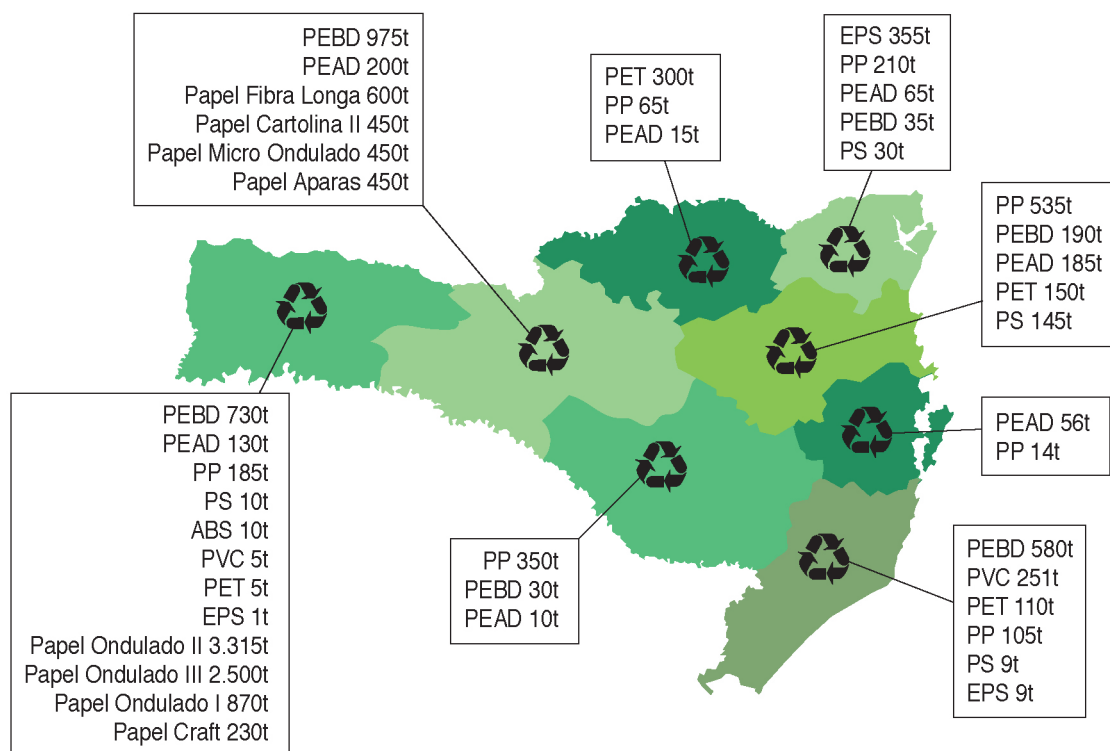 PEBD 975t
PEAD 200t
Papel Fibra Longa 600t
Papel Cartolina II 450t
Papel Micro Ondulado 450t
Papel Aparas 450t
PET 300t
PP 65t
PEAD 15t
EPS 355t
PP 210t
PEAD 65t
PEBD 35t
PS 30t
PP 535t
PEBD 190t
PEAD 185t
PET 150t
PS 145t
PEBD 730t
PEAD 130t
PP 185t
PS 10t
ABS 10t
PVC 5t
PET 5t
EPS 1t
Papel Ondulado II 3.315t
Papel Ondulado III 2.500t
Papel Ondulado I 870t
Papel Craft 230t
PP 350t
PEBD 30t
PEAD 10t
PEAD 56t
PP 14t
PEBD 580t
PVC 251t
PET 110t
PP 105t
PS 9t
EPS 9t